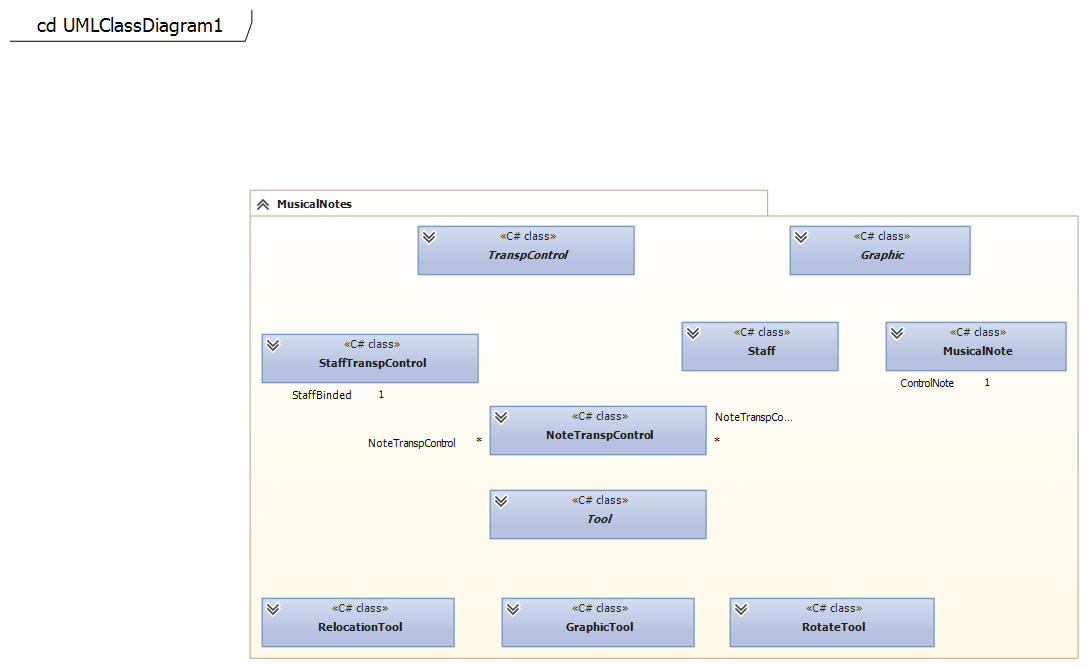 cd UMLClassDiagram1
MusicalNotes
«C# class»
TranspControl
«C# class»
Graphic
«C# class»
StaffTranspControl
«C# class»
Staff
«C# class»
MusicalNote
StaffBinded 1
ControlNote 1
«C# class»
NoteTranspControl
NoteTranspControl *
NoteTranspCo...
*
«C# class»
Tool
«C# class»
RelocationTool
«C# class»
GraphicTool
«C# class»
RotateTool